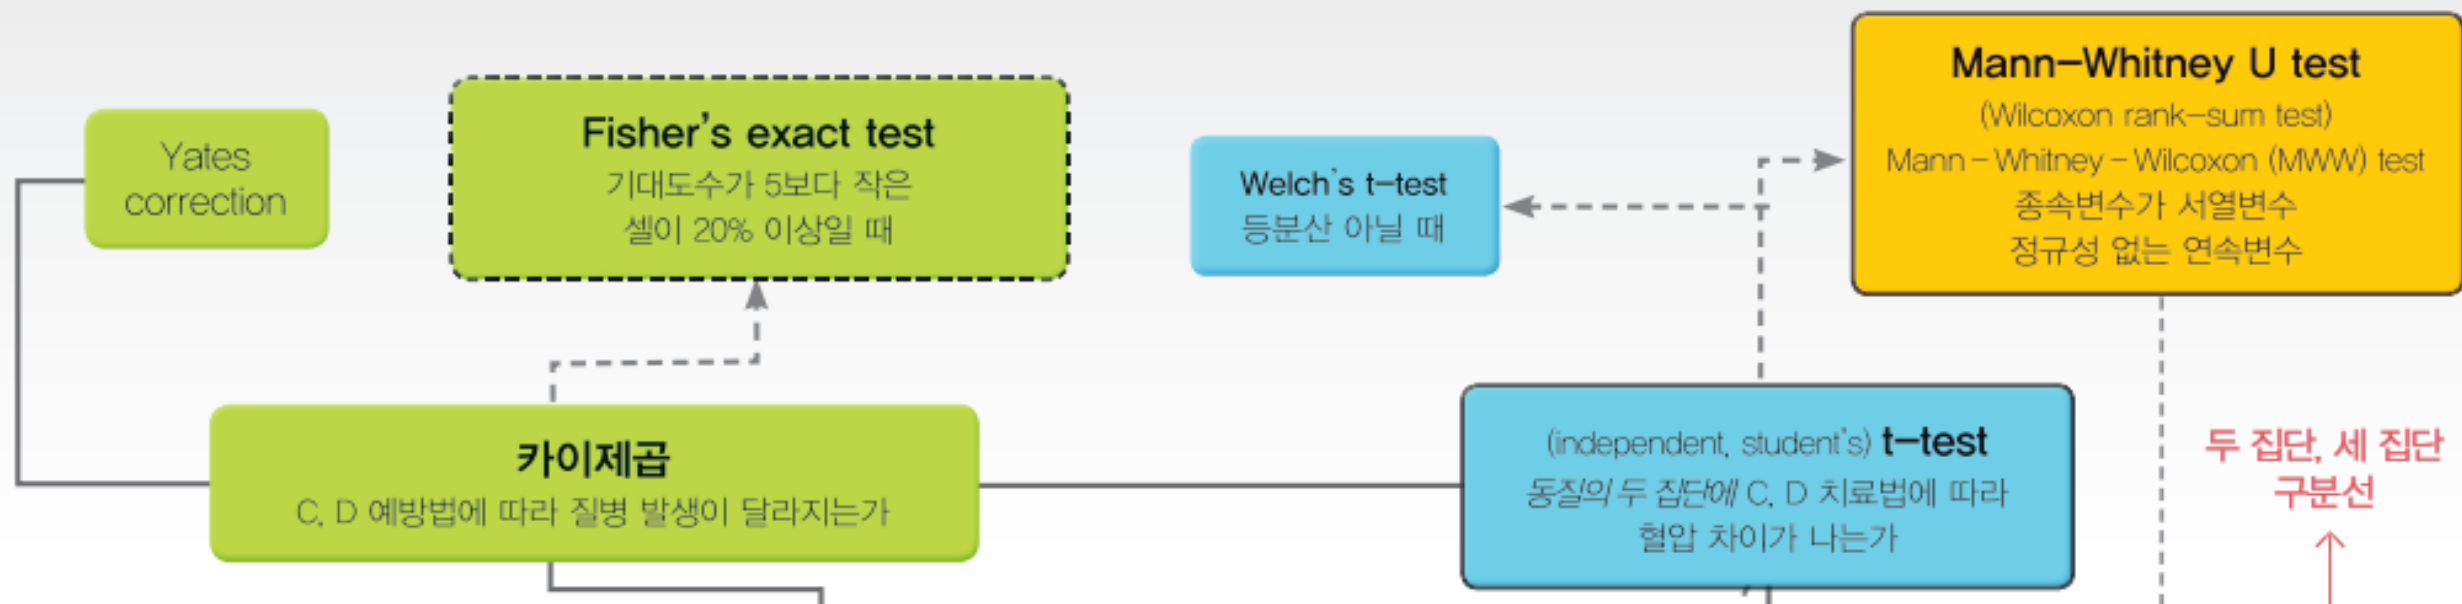 Yates
correction
Fisher's exact test
기대도수가 5보다 작은
셀이 20% 이상일 때
Welch's t-test
등분산 아닐 때
Mann-Whitney U test
(Wilcoxon rank-sum test)
Mann-Whitney-Wilcoxon (MWW) test
종속변수가 서열변수
정규성 없는 연속변수
카이제곱
C, D 예방법에 따라 질병 발생이 달라지는가
(independent, student's) t-test
동질의 두 집단에 C, D 치료법에 따라
혈압 차이가 나는가
두 집단, 세 집단
구분선